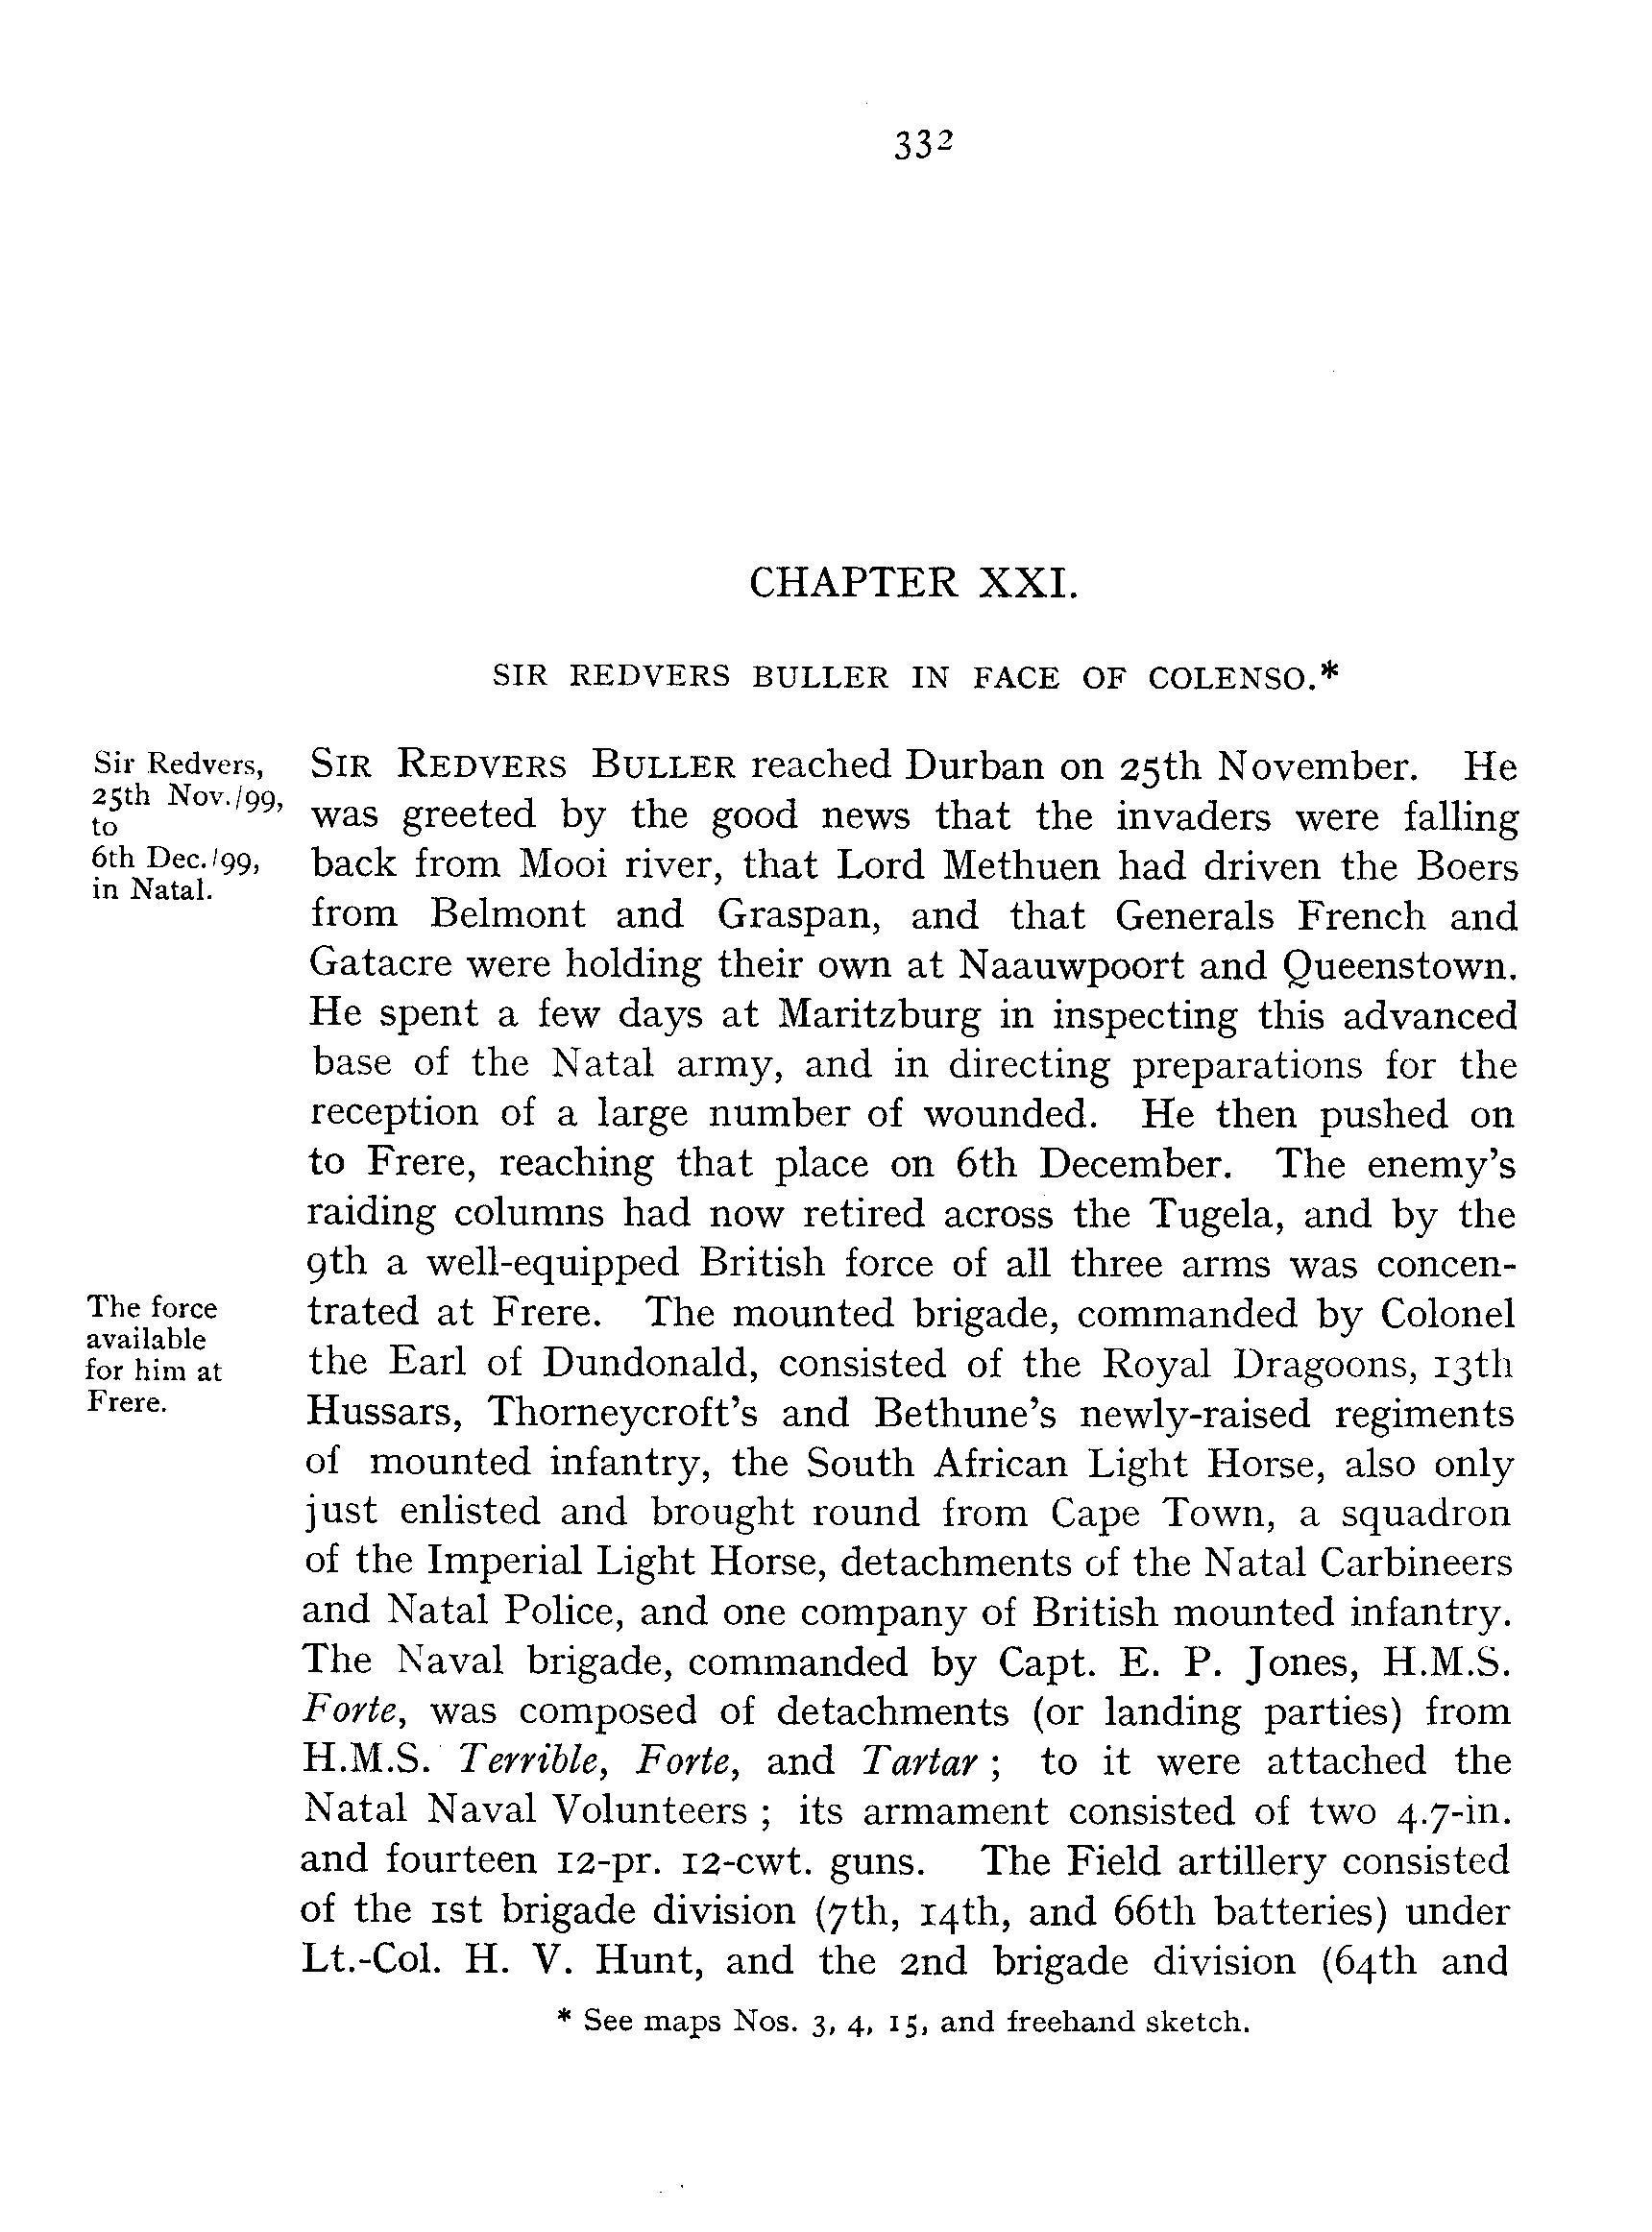 332
CHAPTER XXI.
SIR REDVERS BULLER IN FACE OF COLENSO.*
Sir Redvers,
25th Nov./99,
to
6th Dec./99,
in Natal.
SIR REDVERS BULLER reached Durban on 25th November. He
was greeted by the good news that the invaders were falling
back from Mooi river, that Lord Methuen had driven the Boers
from Belmont and Graspan, and that Generals French and
Gatacre were holding their own at Naauwpoort and Queenstown.
He spent a few days at Maritzburg in inspecting this advanced
base of the Natal army, and in directing preparations for the
reception of a large number of wounded. He then pushed on
to Frere, reaching that place on 6th December. The enemy's
raiding columns had now retired across the Tugela, and by the
9th a well-equipped British force of all three arms was concen-
The force
available
for him at
Frere.
trated at Frere. The mounted brigade, commanded by Colonel
the Earl of Dundonald, consisted of the Royal Dragoons, 13th
Hussars, Thorneycroft's and Bethune's newly-raised regiments
of mounted infantry, the South African Light Horse, also only
just enlisted and brought round from Cape Town, a squadron
of the Imperial Light Horse, detachments of the Natal Carbineers
and Natal Police, and one company of British mounted infantry.
The Naval brigade, commanded by Capt. E. P. Jones, H.M.S.
Forte, was composed of detachments (or landing parties) from
H.M.S. Terrible, Forte, and Tartar ; to it were attached the
Natal Naval Volunteers ; its armament consisted of two 4.7-in.
and fourteen 12-pr. 12-cwt. guns. The Field artillery consisted
of the 1st brigade division (7th, 14th, and 66th batteries) under
Lt.-Col. H. V. Hunt, and the 2nd brigade division (64th and
* See maps Nos. 3, 4, 15, and freehand sketch.